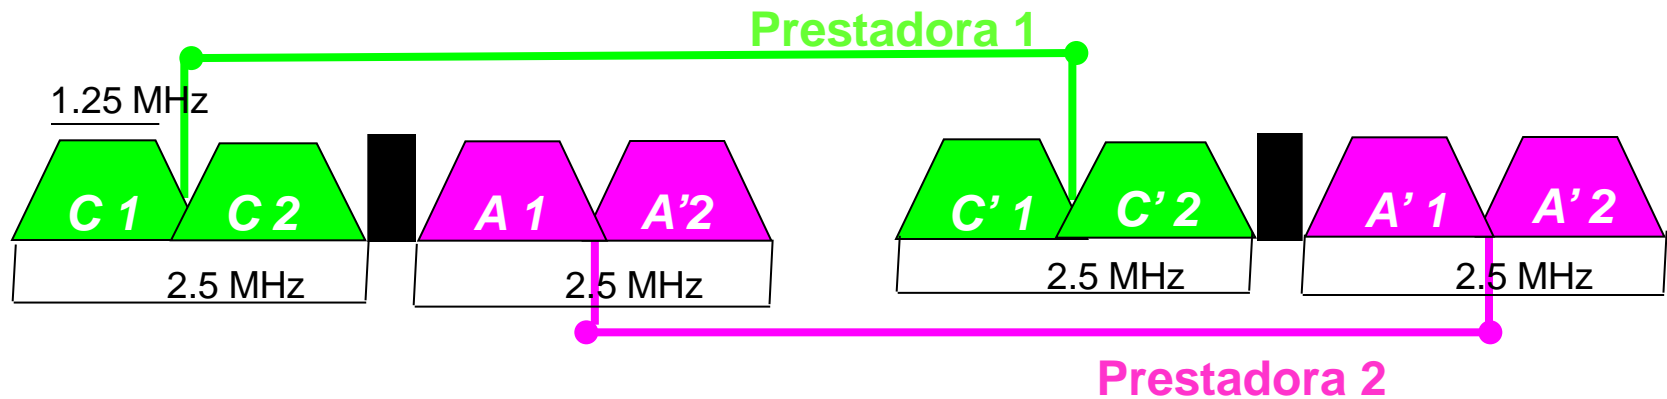 Prestadora 1
1.25 MHz
C 1 C 2 A 1 A’2 C’ 1 C’ 2 A’ 1 A’ 2
2.5 MHz 2.5 MHz 2.5 MHz 2.5 MHz
Prestadora 2